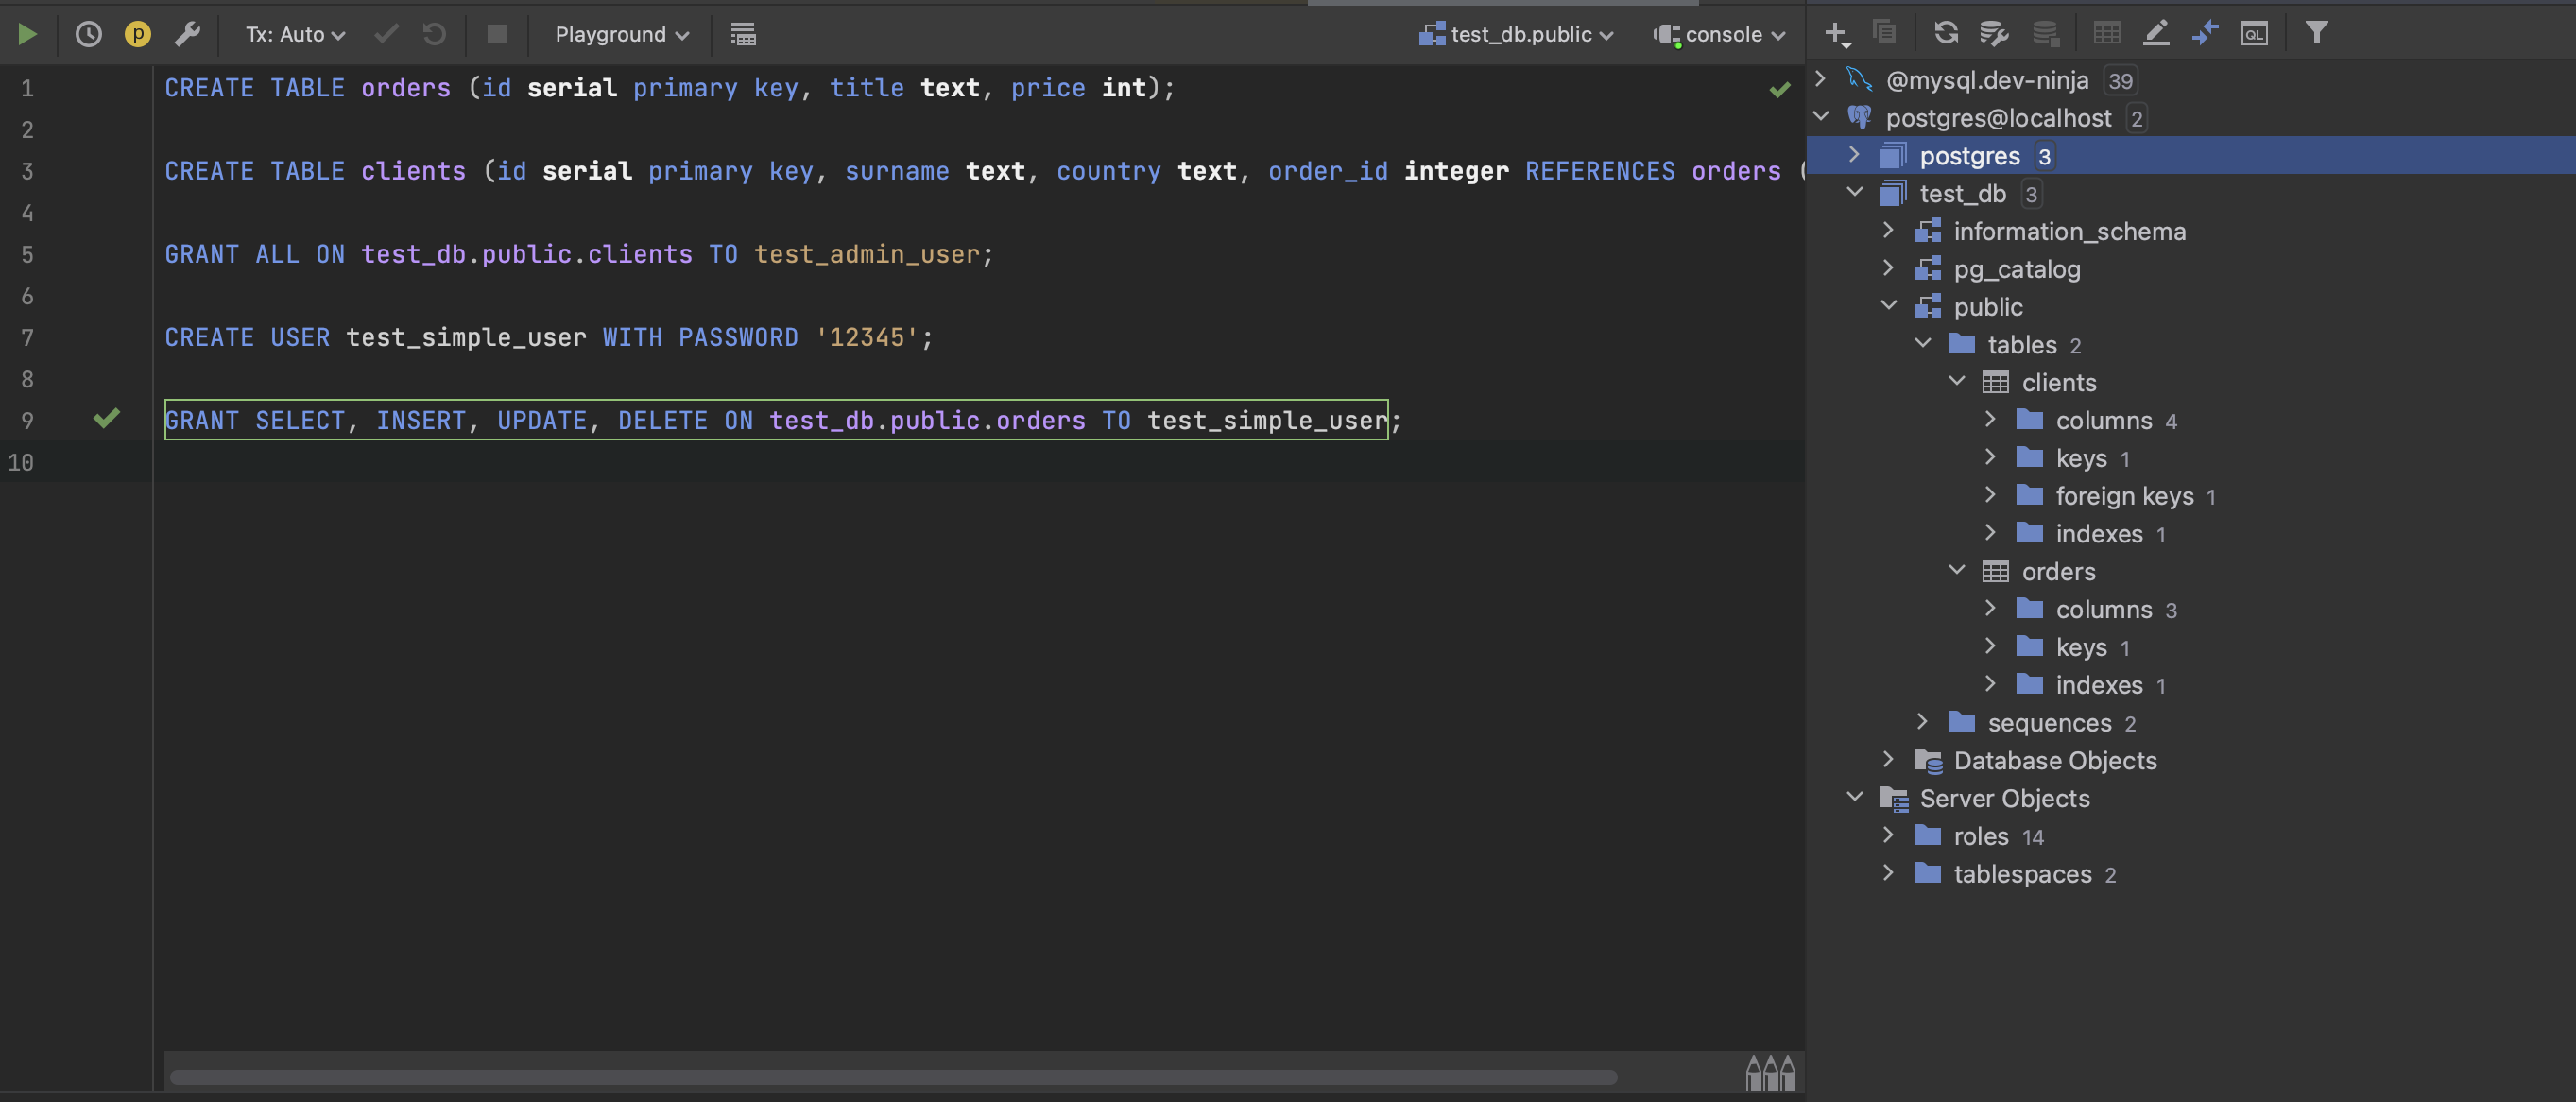 p Tx: Auto Playground test_db.public console
1 CREATE TABLE orders (id serial primary key, title text, price int);
2
3 CREATE TABLE clients (id serial primary key, surname text, country text, order_id integer REFERENCES orders (
4
5 GRANT ALL ON test_db.public.clients TO test_admin_user;
6
7 CREATE USER test_simple_user WITH PASSWORD '12345';
8
9 GRANT SELECT, INSERT, UPDATE, DELETE ON test_db.public.orders TO test_simple_user;
10
QL
@mysql.dev-ninja 39
postgres@localhost 2
postgres 3
test_db 3
information_schema
pg_catalog
public
tables 2
clients
columns 4
keys 1
foreign keys 1
indexes 1
orders
columns 3
keys 1
indexes 1
sequences 2
Database Objects
Server Objects
roles 14
tablespaces 2